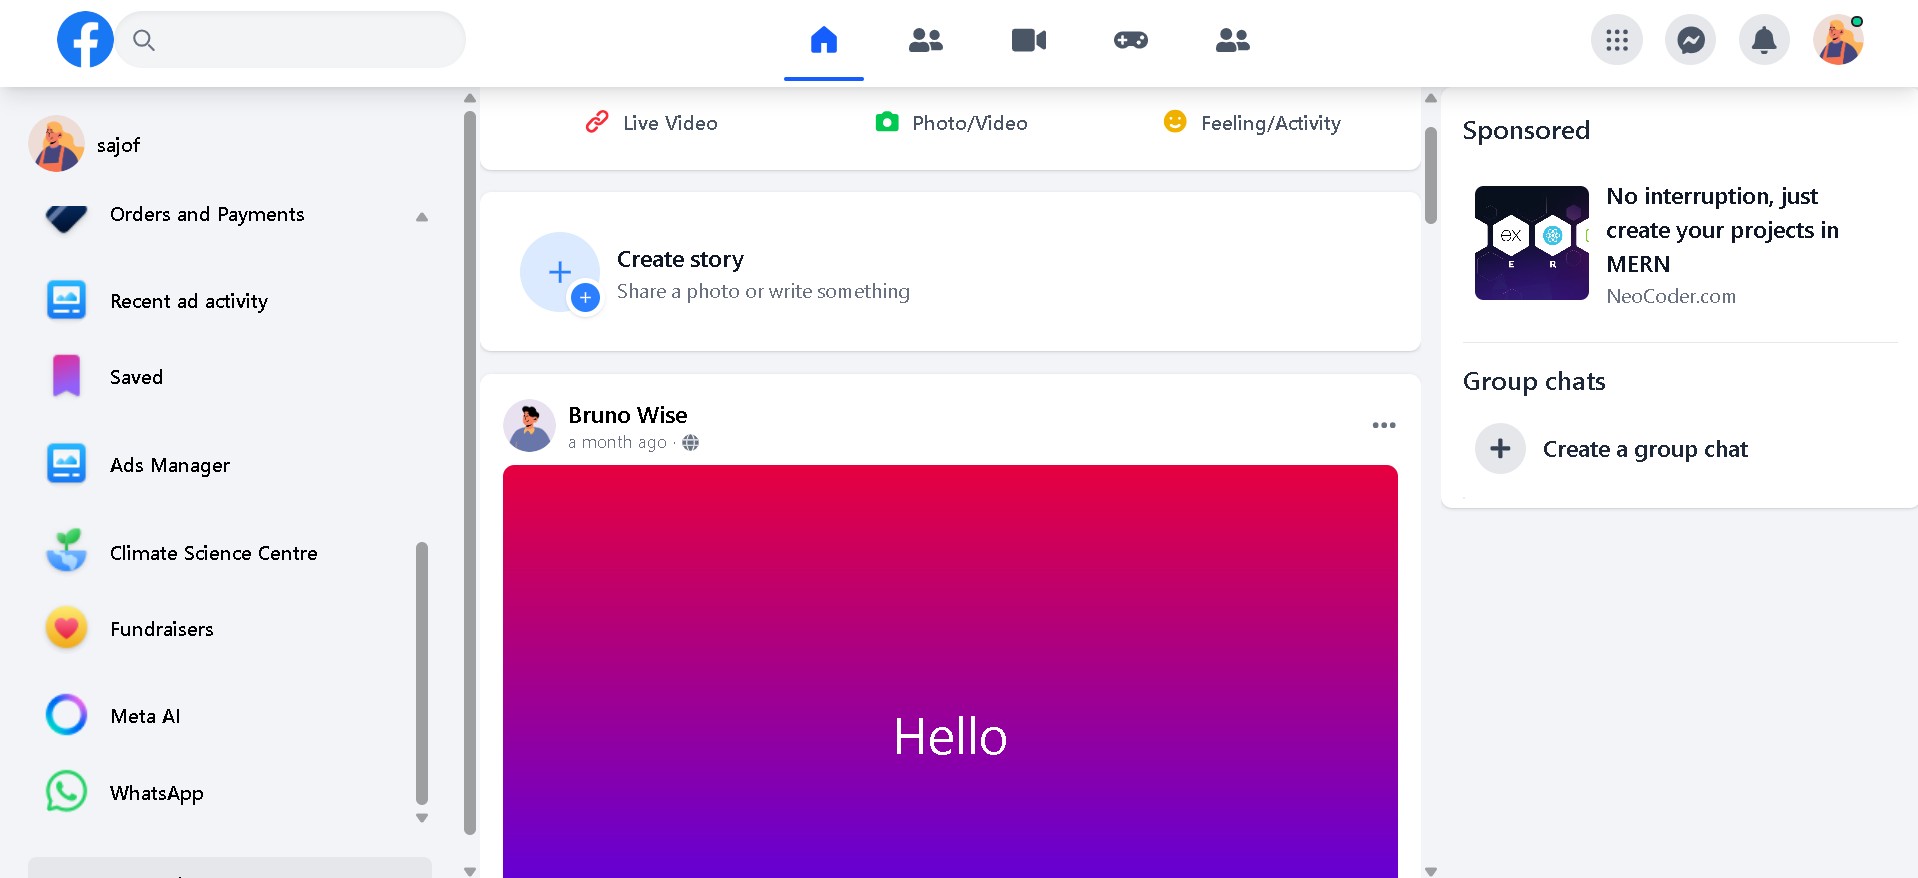 Live Video
Photo/Video
Feeling/Activity
sajof
Orders and Payments
Recent ad activity
Saved
Ads Manager
Climate Science Centre
Fundraisers
Meta AI
WhatsApp
Create story
Share a photo or write something
Bruno Wise
a month ago ·
Hello
Sponsored
ex
E R
No interruption, just
create your projects in
MERN
NeoCoder.com
Group chats
Create a group chat